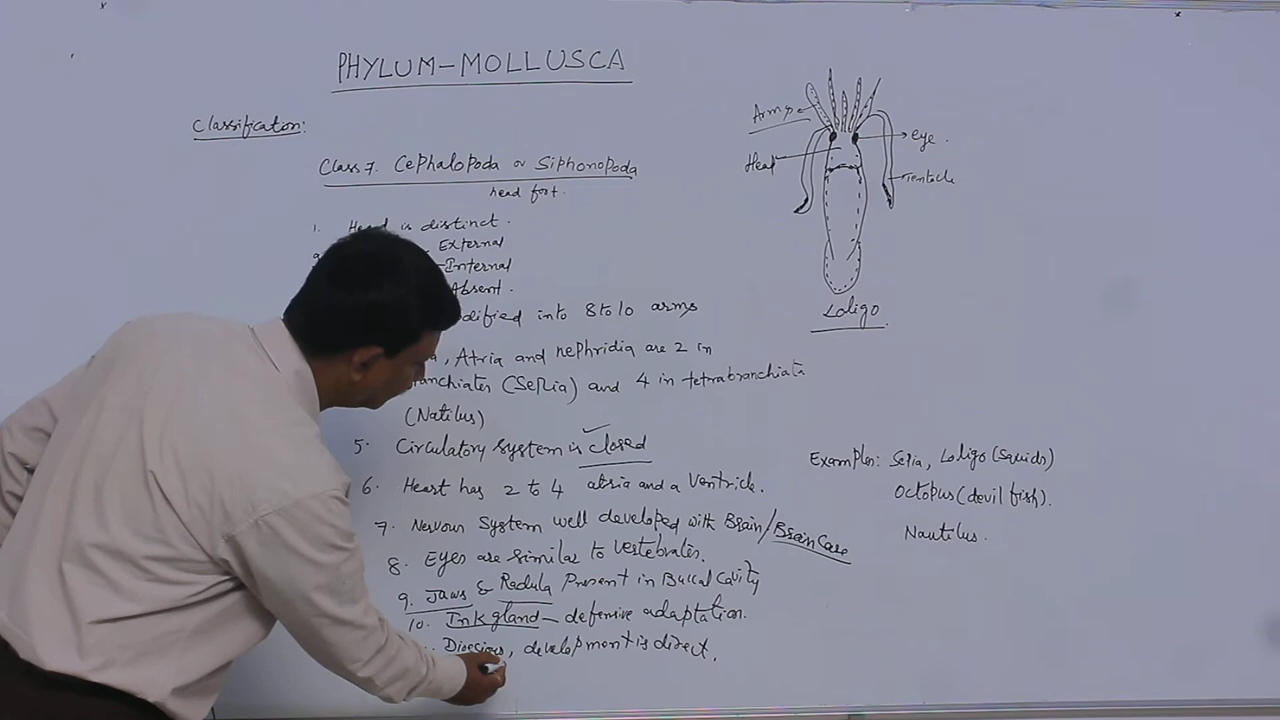 PHYLUM-MOLLUSCA
Classification:
Class 7. Cephalopoda or Siphonopoda
head foot.
1. Head is distinct.
External
-Internal
Absent.
dified into 8 to 10 arms
, Atria and nephridia are 2 in
(Sepia) and 4 in tetrabranchiata
(Natilus)
5. Circulatory system is closed
6. Heart has 2 to 4 atria and a Ventricle.
7. Nervous System well developed with Brain/Brain Case
8. Eyes are similar to vertebrates.
9. Jaws & Radula Present in Buccal cavity
10. Ink gland - defensive adaptation.
Dioecious, development is direct.
Arms
eye.
Head
Tentacle
Loligo
Examples: Sepia, Loligo (squids)
Octopus (devil fish).
Nautilus.